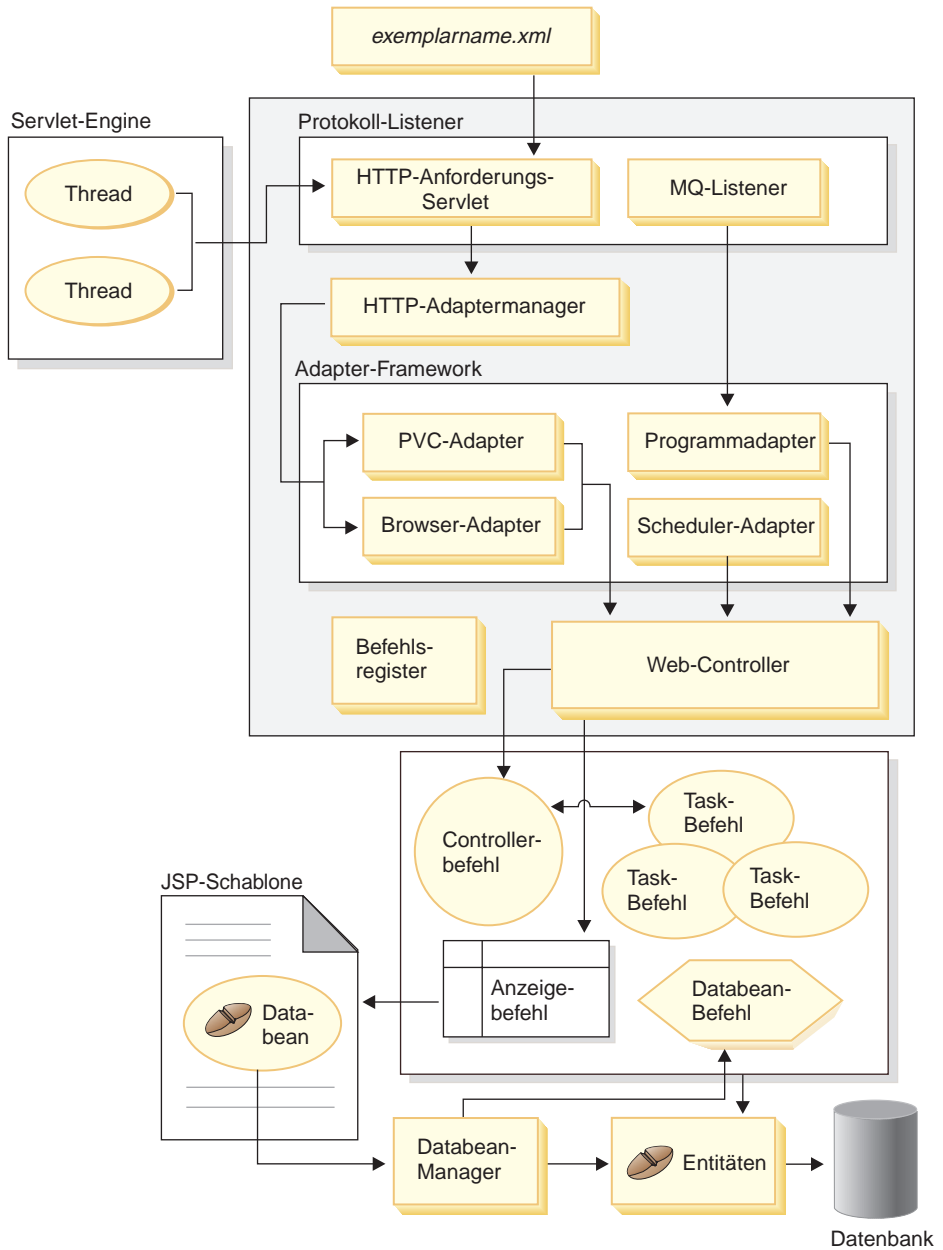 exemplarname.xml
Servlet-Engine
Protokoll-Listener
Thread
Thread
HTTP-Anforderungs-
Servlet
MQ-Listener
HTTP-Adaptermanager
Adapter-Framework
PVC-Adapter
Programmadapter
Browser-Adapter
Scheduler-Adapter
Befehls-
register
Web-Controller
Controller-
befehl
Task-
Befehl
Task-
Befehl
Task-
Befehl
JSP-Schablone
Data-
bean
Anzeige-
befehl
Databean-
Befehl
Databean-
Manager
Entitäten
Datenbank